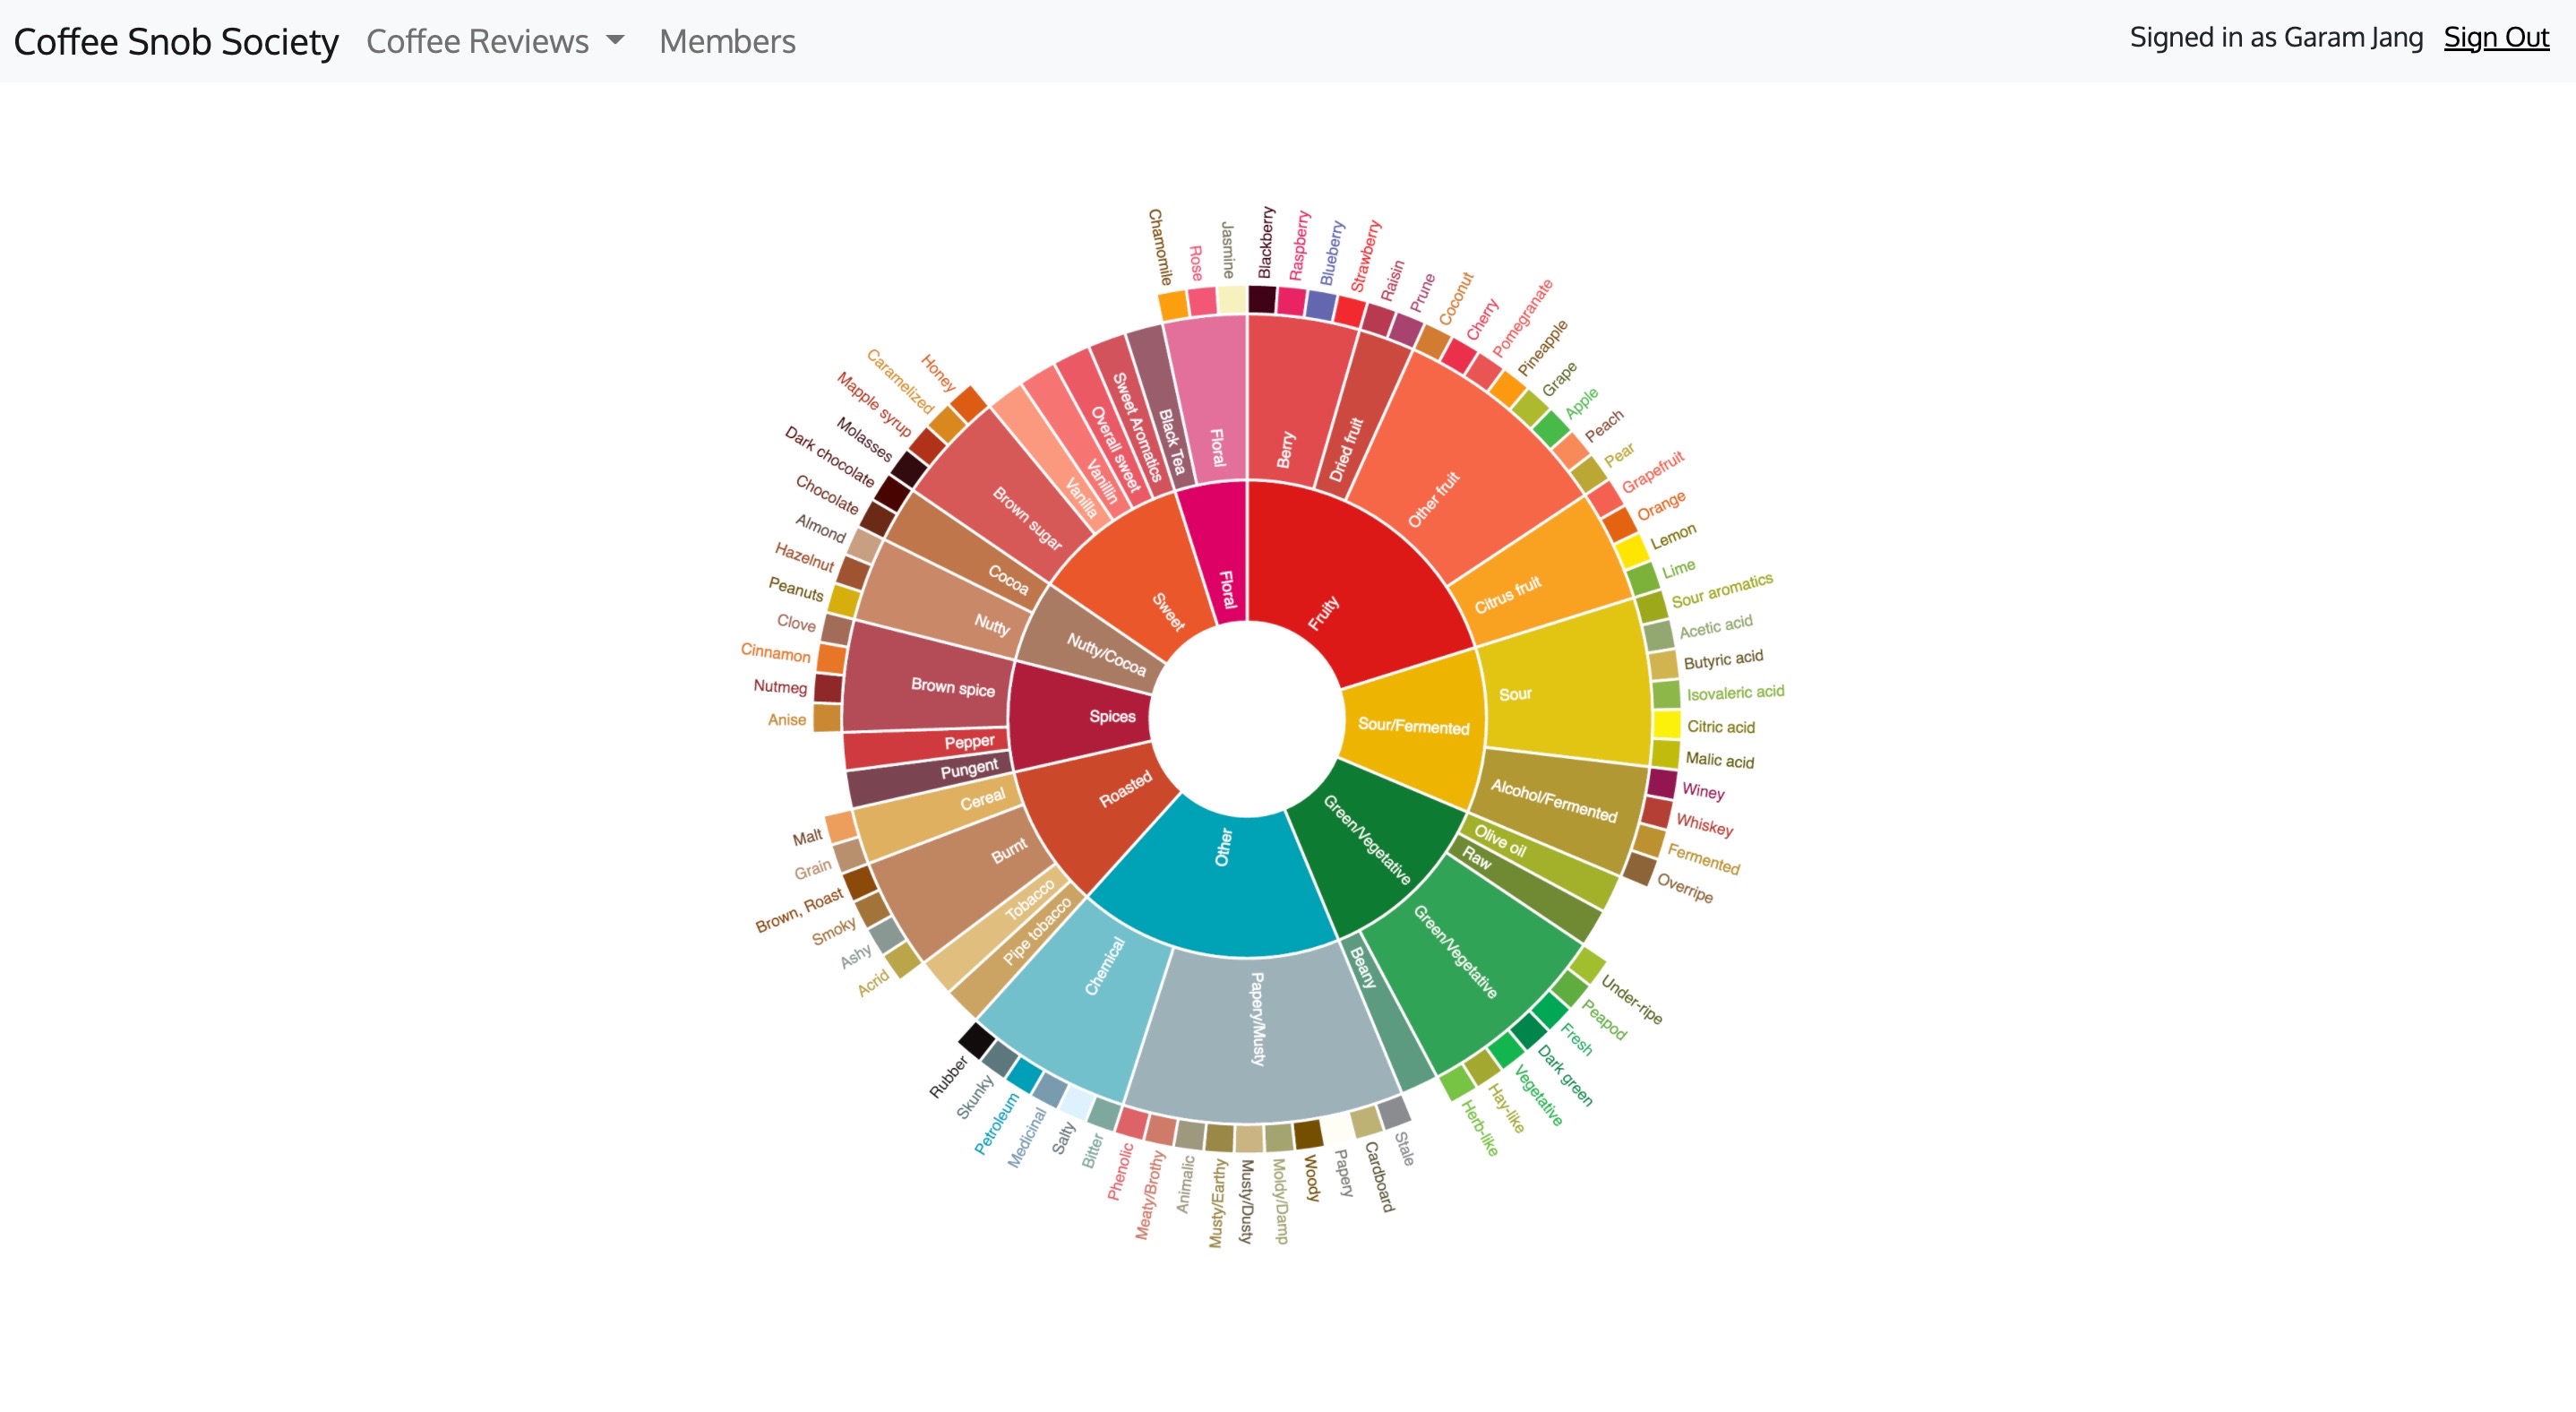 Coffee Snob Society
Coffee Reviews
Members
Signed in as Garam Jang
Sign Out
Fruity
Sour/Fermented
Green/Vegetative
Other
Roasted
Spices
Nutty/Cocoa
Sweet
Floral
Berry
Dried fruit
Other fruit
Citrus fruit
Sour
Alcohol/Fermented
Olive oil
Raw
Green/Vegetative
Beany
Papery/Musty
Chemical
Pipe tobacco
Tobacco
Burnt
Cereal
Pungent
Pepper
Brown spice
Nutty
Cocoa
Brown sugar
Vanilla
Vanillin
Overall sweet
Sweet Aromatics
Black Tea
Floral
Blackberry
Raspberry
Blueberry
Strawberry
Raisin
Prune
Coconut
Cherry
Pomegranate
Pineapple
Grape
Apple
Peach
Pear
Grapefruit
Orange
Lemon
Lime
Sour aromatics
Acetic acid
Butyric acid
Isovaleric acid
Citric acid
Malic acid
Winey
Whiskey
Fermented
Overripe
Under-ripe
Peapod
Fresh
Dark green
Vegetative
Hay-like
Herb-like
Stale
Cardboard
Papery
Woody
Moldy/Damp
Musty/Dusty
Musty/Earthy
Animalic
Meaty/Brothy
Phenolic
Bitter
Salty
Medicinal
Petroleum
Skunky
Rubber
Acrid
Ashy
Smoky
Brown, Roast
Grain
Malt
Anise
Nutmeg
Cinnamon
Clove
Peanuts
Hazelnut
Almond
Chocolate
Dark chocolate
Molasses
Mapple syrup
Caramelized
Honey
Chamomile
Rose
Jasmine